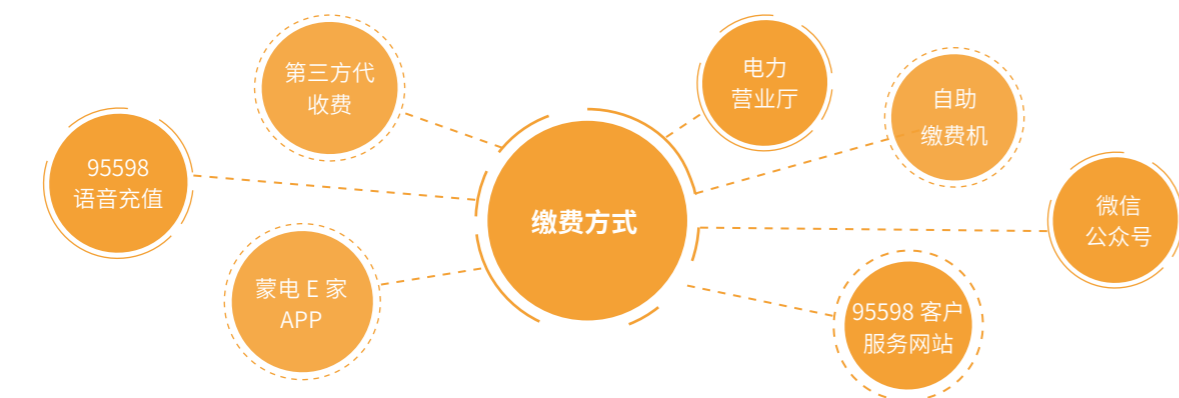 第三方代
收费
电力
营业厅
自助
缴费机
95598
语音充值
缴费方式
微信
公众号
蒙电 E 家
APP
95598 客户
服务网站